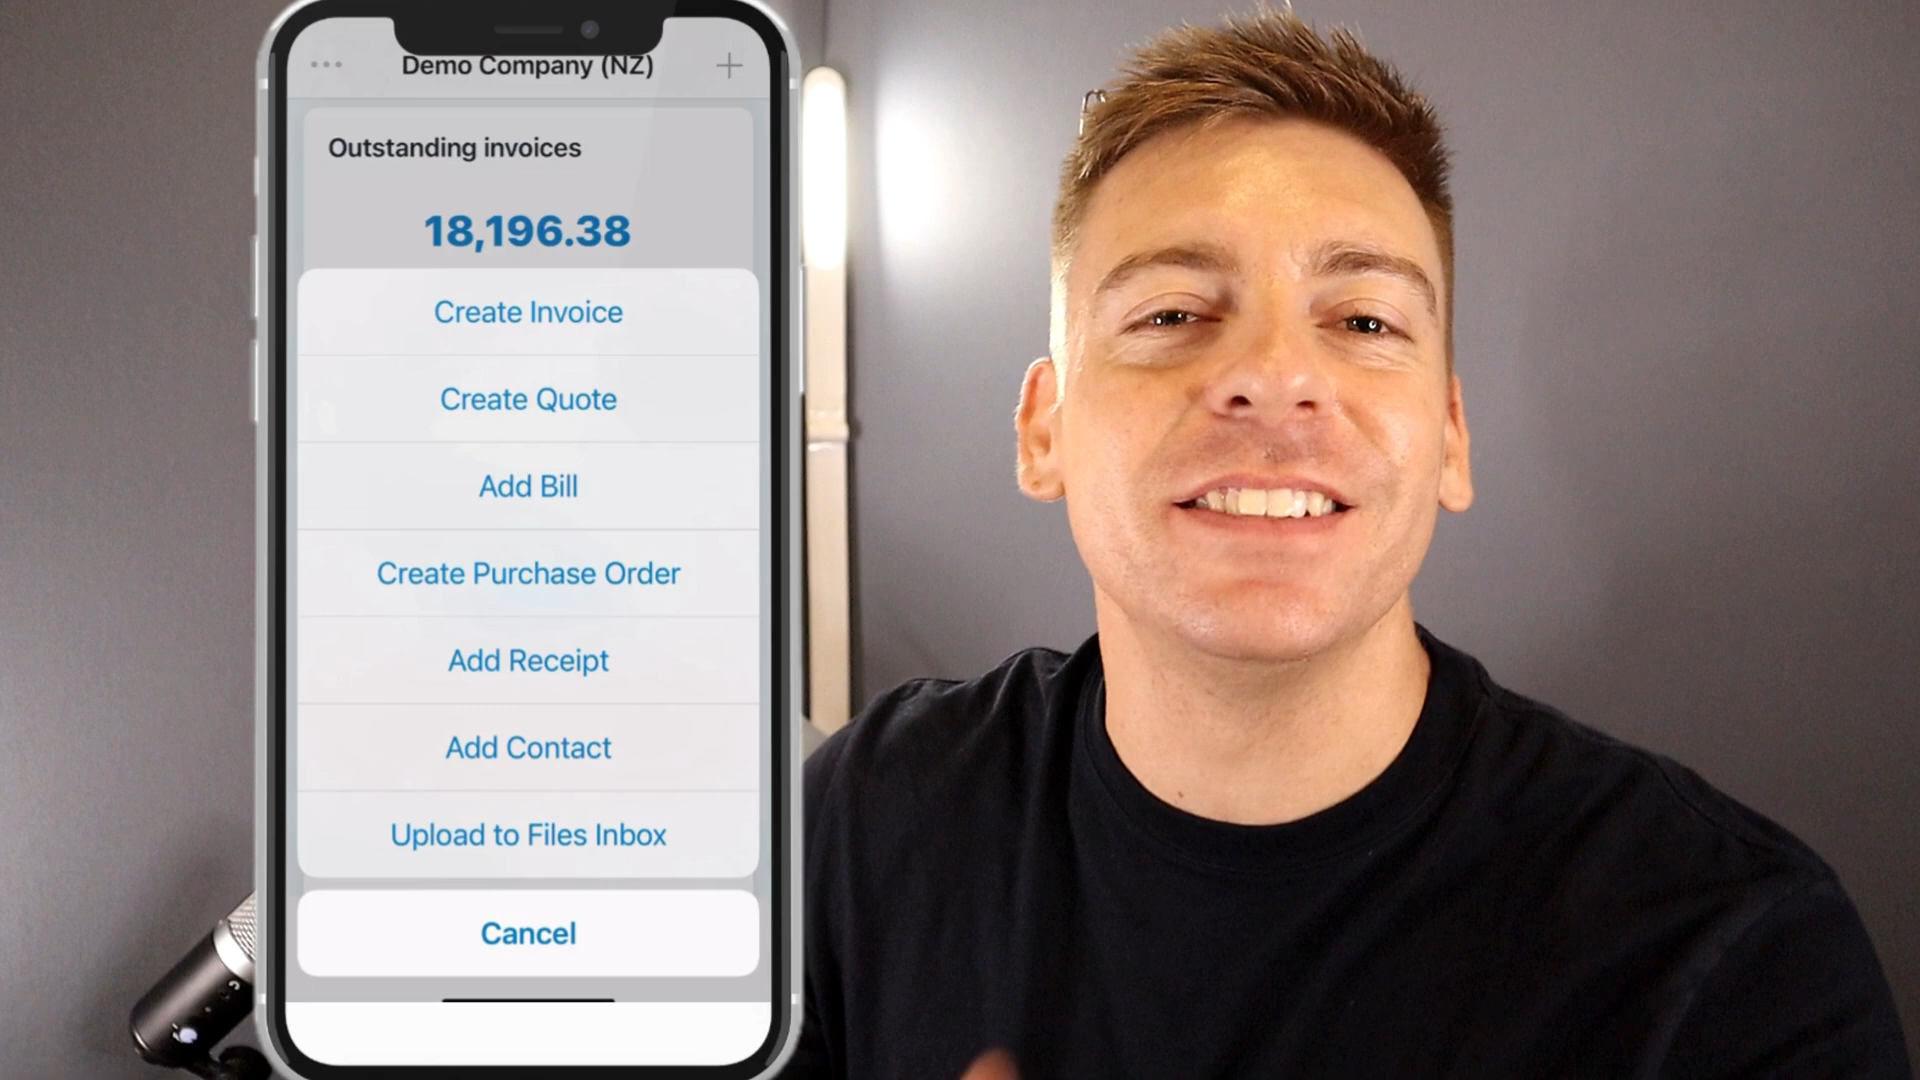 Demo Company (NZ)
Outstanding invoices
18,196.38
Create Invoice
Create Quote
Add Bill
Create Purchase Order
Add Receipt
Add Contact
Upload to Files Inbox
Cancel